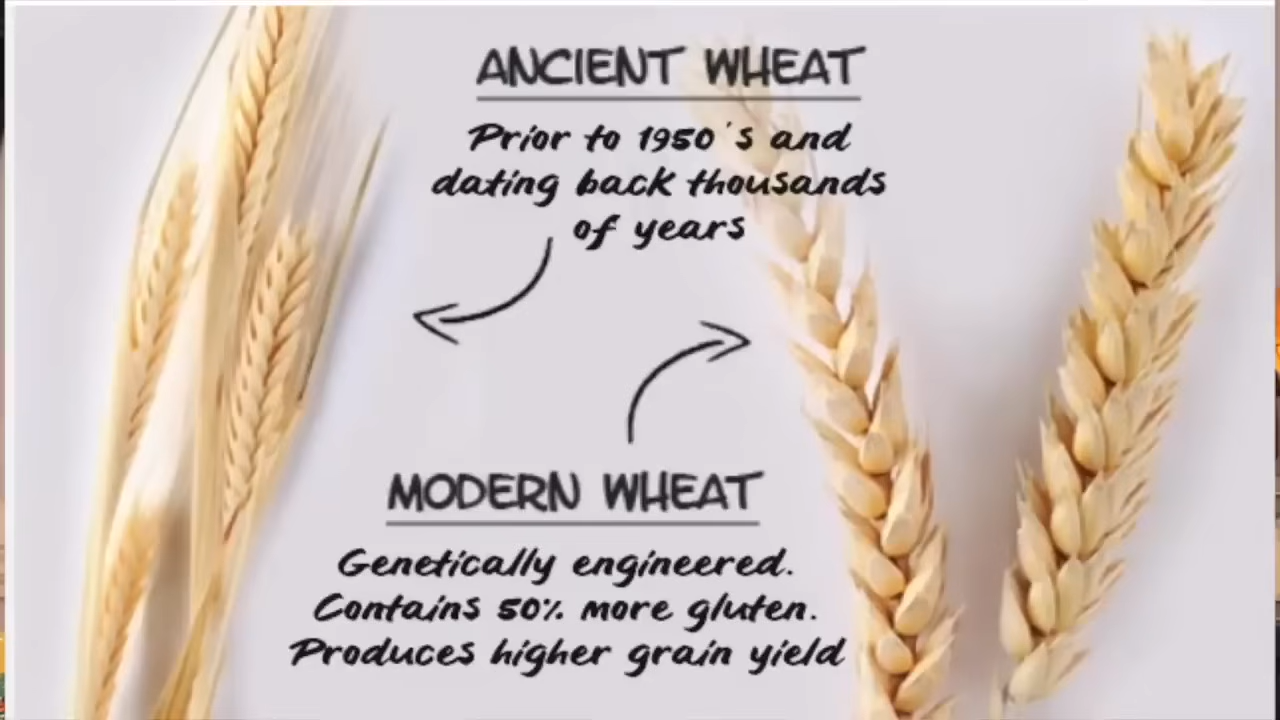 ANCIENT WHEAT
Prior to 1950's and
dating back thousands
of years
MODERN WHEAT
Genetically engineered.
Contains 50% more gluten.
Produces higher grain yield